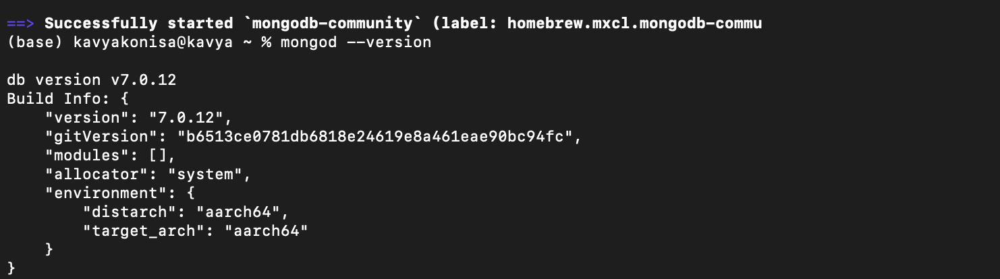 ==> Successfully started `mongodb-community` (label: homebrew.mxcl.mongodb-commu
(base) kavyakonisa@kavya ~ % mongod --version
db version v7.0.12
Build Info: {
    "version": "7.0.12",
    "gitVersion": "b6513ce0781db6818e24619e8a461eae90bc94fc",
    "modules": [],
    "allocator": "system",
    "environment": {
        "distarch": "aarch64",
        "target_arch": "aarch64"
    }
}